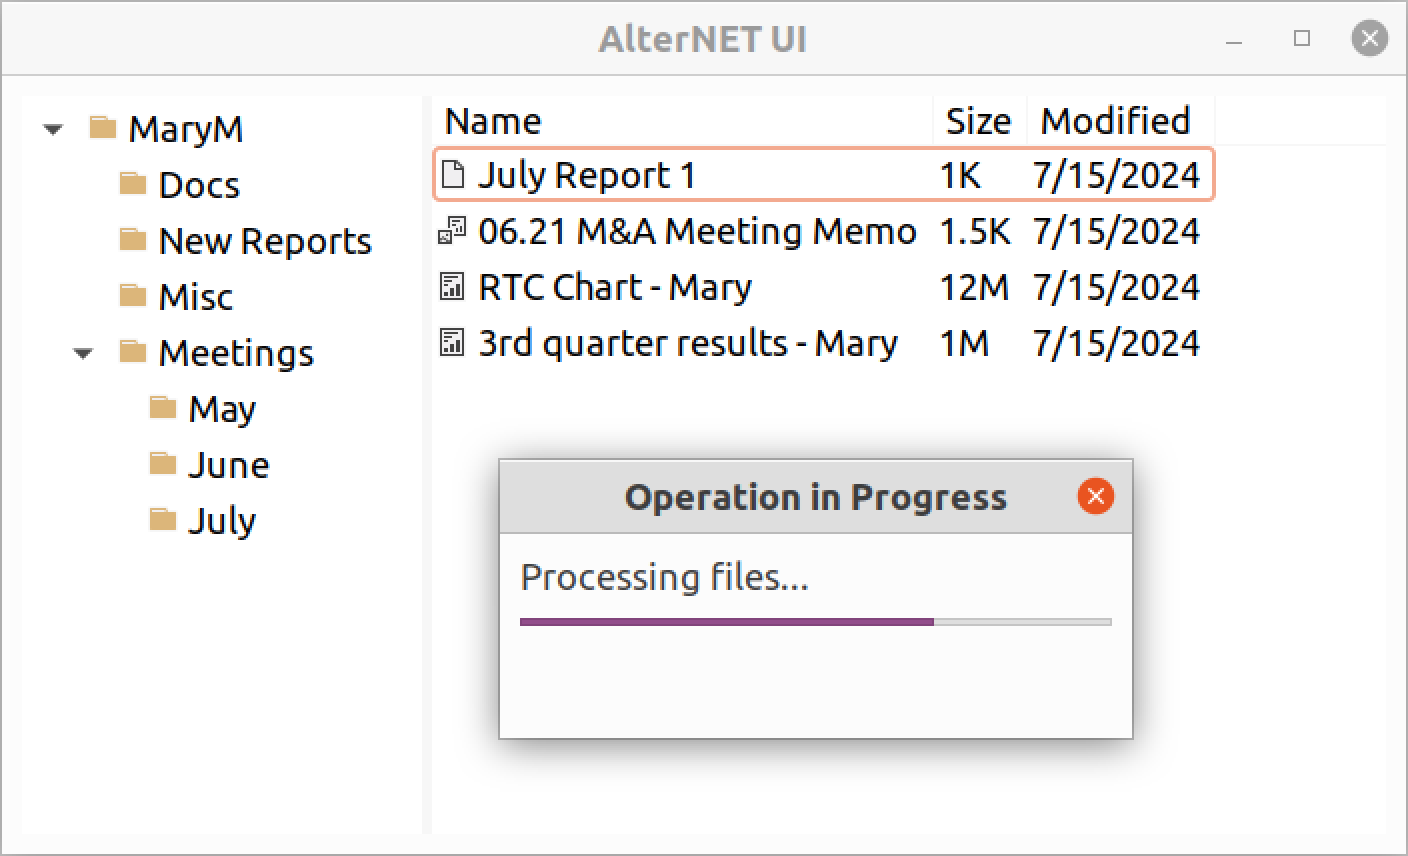 AlterNET UI
MaryM
Docs
New Reports
Misc
Meetings
May
June
July
Name Size Modified
July Report 1 1K 7/15/2024
06.21 M&A Meeting Memo 1.5K 7/15/2024
RTC Chart - Mary 12M 7/15/2024
3rd quarter results - Mary 1M 7/15/2024
Operation in Progress
Processing files...